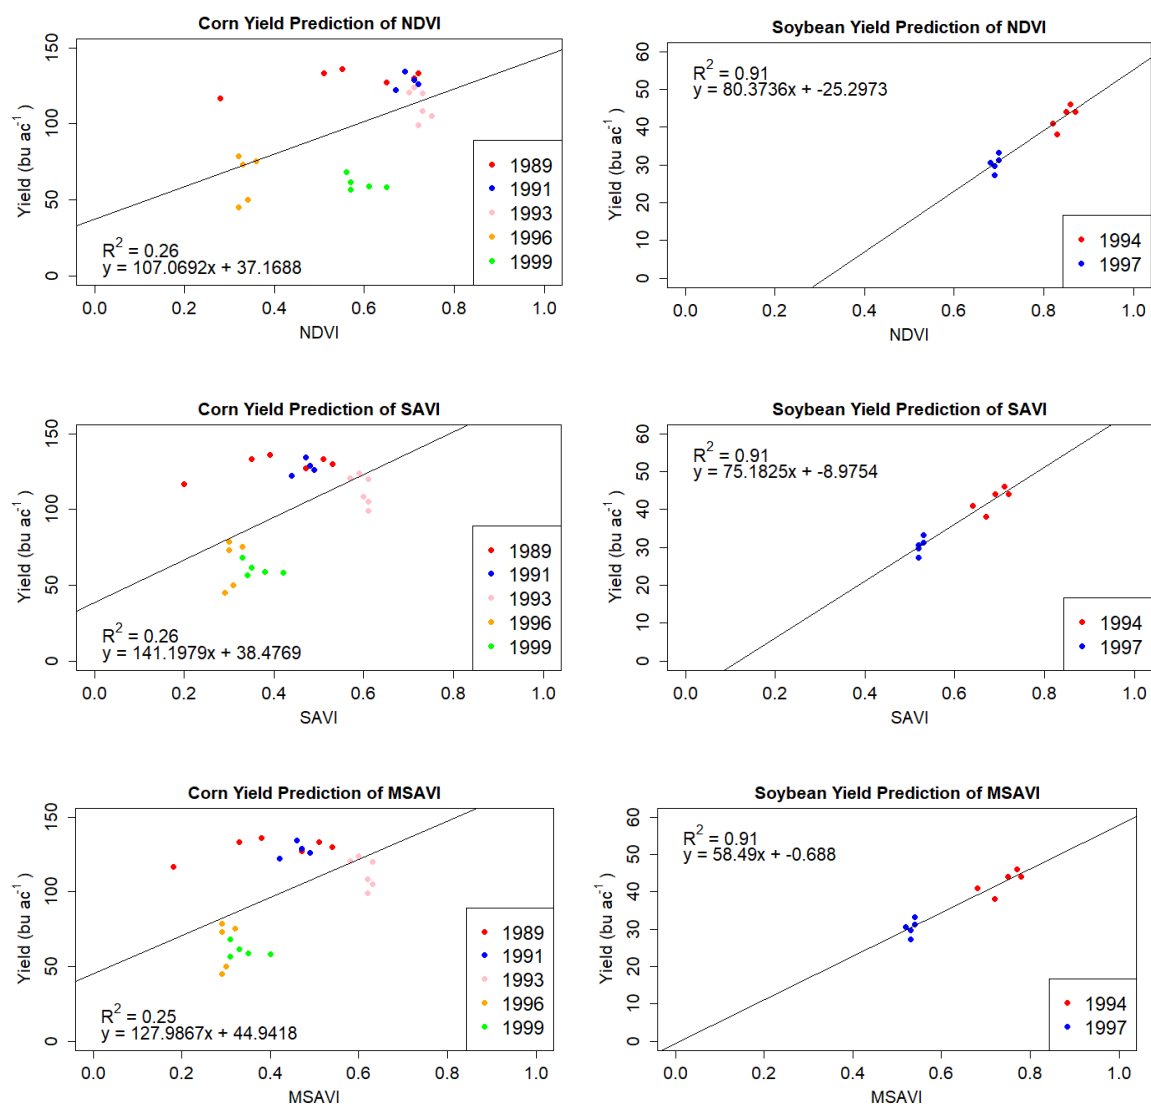 Corn Yield Prediction of NDVI
Yield (bu ac⁻¹ )
150
100
50
0
R² = 0.26
y = 107.0692x + 37.1688
1989
1991
1993
1996
1999
0.0 0.2 0.4 0.6 0.8 1.0
NDVI
Soybean Yield Prediction of NDVI
Yield (bu ac⁻¹ )
60
50
40
30
20
10
0
R² = 0.91
y = 80.3736x + -25.2973
1994
1997
0.0 0.2 0.4 0.6 0.8 1.0
NDVI
Corn Yield Prediction of SAVI
Yield (bu ac⁻¹ )
150
100
50
0
R² = 0.26
y = 141.1979x + 38.4769
1989
1991
1993
1996
1999
0.0 0.2 0.4 0.6 0.8 1.0
SAVI
Soybean Yield Prediction of SAVI
Yield (bu ac⁻¹ )
60
50
40
30
20
10
0
R² = 0.91
y = 75.1825x + -8.9754
1994
1997
0.0 0.2 0.4 0.6 0.8 1.0
SAVI
Corn Yield Prediction of MSAVI
Yield (bu ac⁻¹ )
150
100
50
0
R² = 0.25
y = 127.9867x + 44.9418
1989
1991
1993
1996
1999
0.0 0.2 0.4 0.6 0.8 1.0
MSAVI
Soybean Yield Prediction of MSAVI
Yield (bu ac⁻¹ )
60
50
40
30
20
10
0
R² = 0.91
y = 58.49x + -0.688
1994
1997
0.0 0.2 0.4 0.6 0.8 1.0
MSAVI